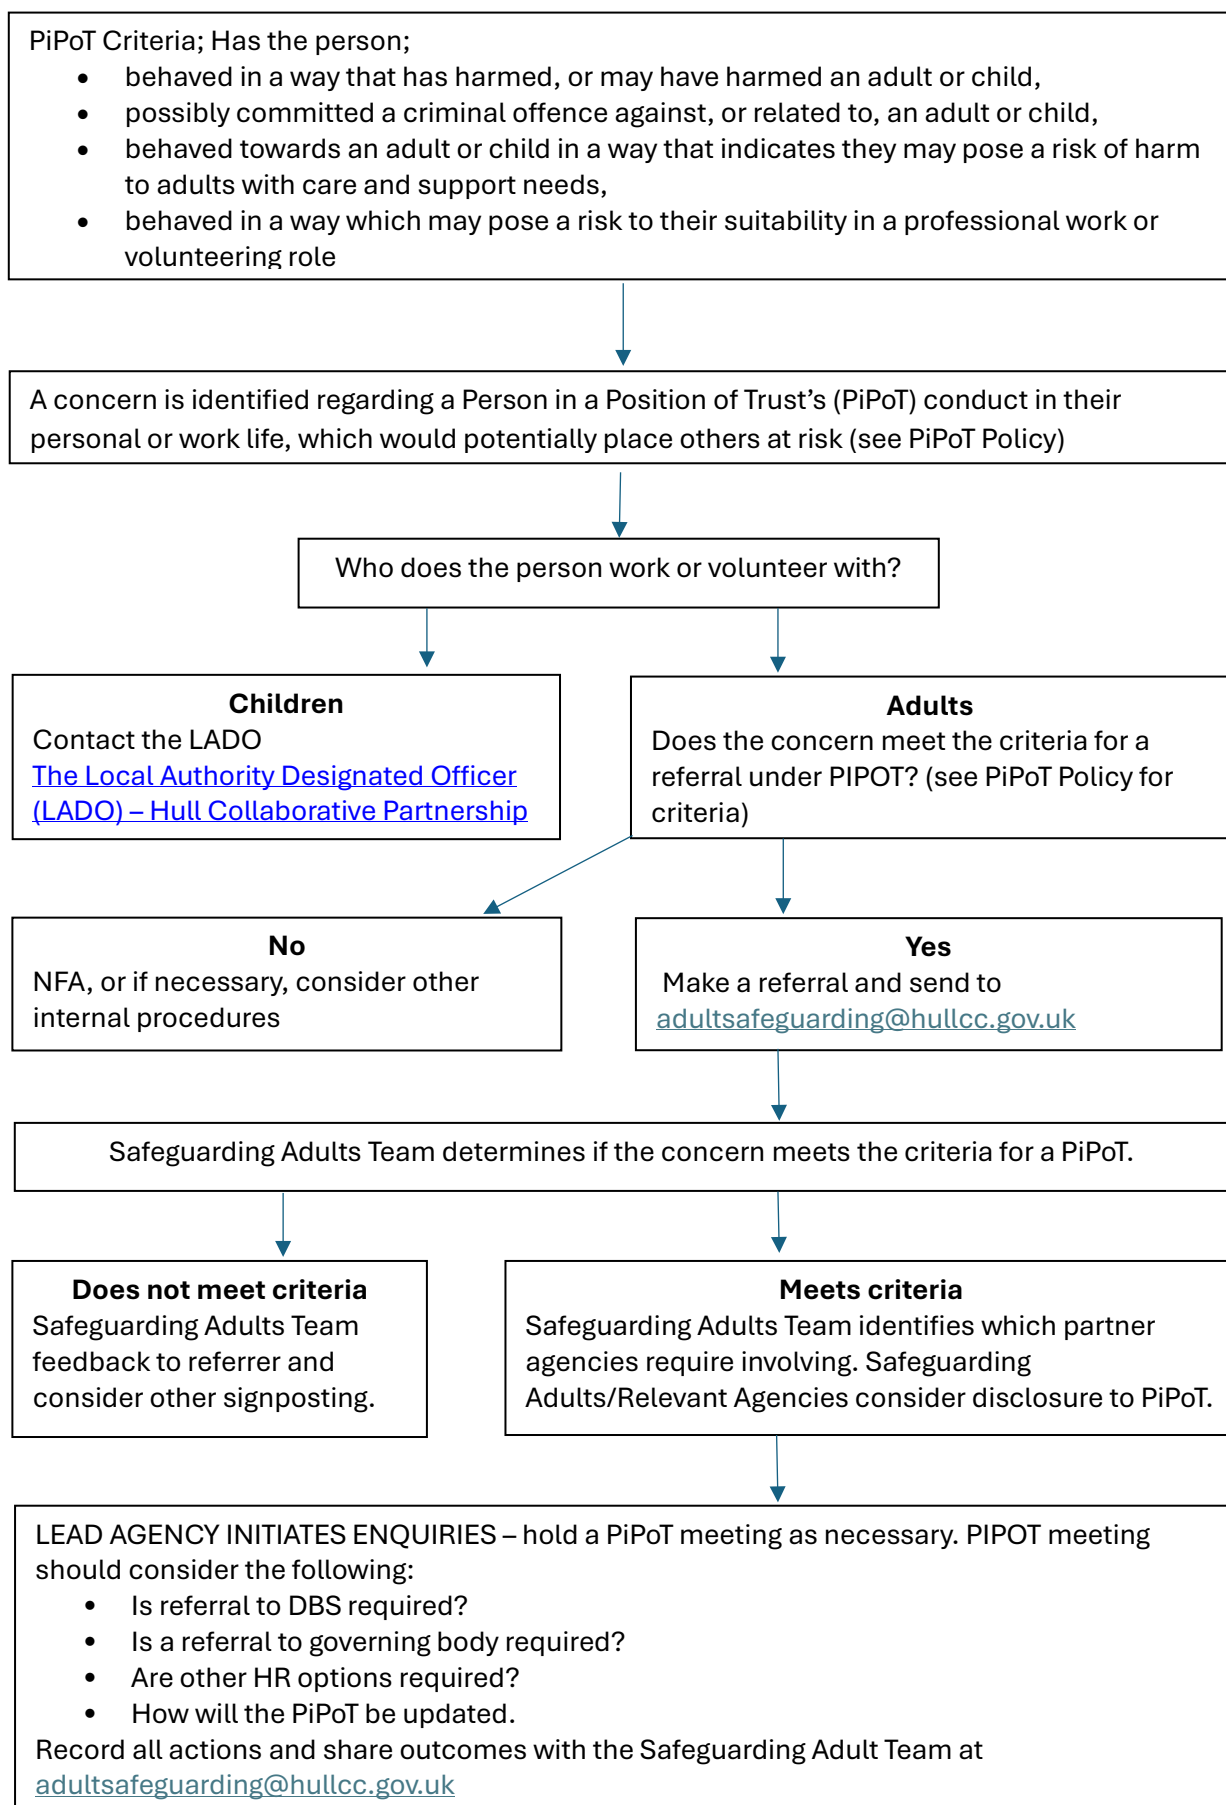 PiPoT Criteria; Has the person;
• behaved in a way that has harmed, or may have harmed an adult or child,
• possibly committed a criminal offence against, or related to, an adult or child,
• behaved towards an adult or child in a way that indicates they may pose a risk of harm
to adults with care and support needs,
• behaved in a way which may pose a risk to their suitability in a professional work or
volunteering role
A concern is identified regarding a Person in a Position of Trust’s (PiPoT) conduct in their
personal or work life, which would potentially place others at risk (see PiPoT Policy)
Who does the person work or volunteer with?
Children
Contact the LADO
The Local Authority Designated Officer
(LADO) – Hull Collaborative Partnership
Adults
Does the concern meet the criteria for a
referral under PIPOT? (see PiPoT Policy for
criteria)
No
NFA, or if necessary, consider other
internal procedures
Yes
Make a referral and send to
adultsafeguarding@hullcc.gov.uk
Safeguarding Adults Team determines if the concern meets the criteria for a PiPoT.
Does not meet criteria
Safeguarding Adults Team
feedback to referrer and
consider other signposting.
Meets criteria
Safeguarding Adults Team identifies which partner
agencies require involving. Safeguarding
Adults/Relevant Agencies consider disclosure to PiPoT.
LEAD AGENCY INITIATES ENQUIRIES – hold a PiPoT meeting as necessary. PIPOT meeting
should consider the following:
• Is referral to DBS required?
• Is a referral to governing body required?
• Are other HR options required?
• How will the PiPoT be updated.
Record all actions and share outcomes with the Safeguarding Adult Team at
adultsafeguarding@hullcc.gov.uk